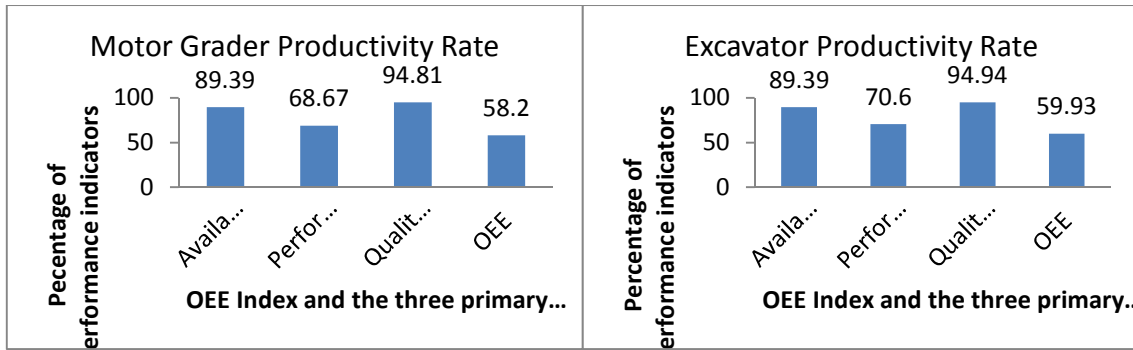 Motor Grader Productivity Rate
89.39
68.67
94.81
58.2
100
50
0
Availa...
Perfor...
Qualit...
OEE
Pecentage of
erformance indicators
OEE Index and the three primary...
Excavator Productivity Rate
89.39
70.6
94.94
59.93
100
50
0
Availa...
Perfor...
Qualit...
OEE
Percentage of
erformance indicators
OEE Index and the three primary..